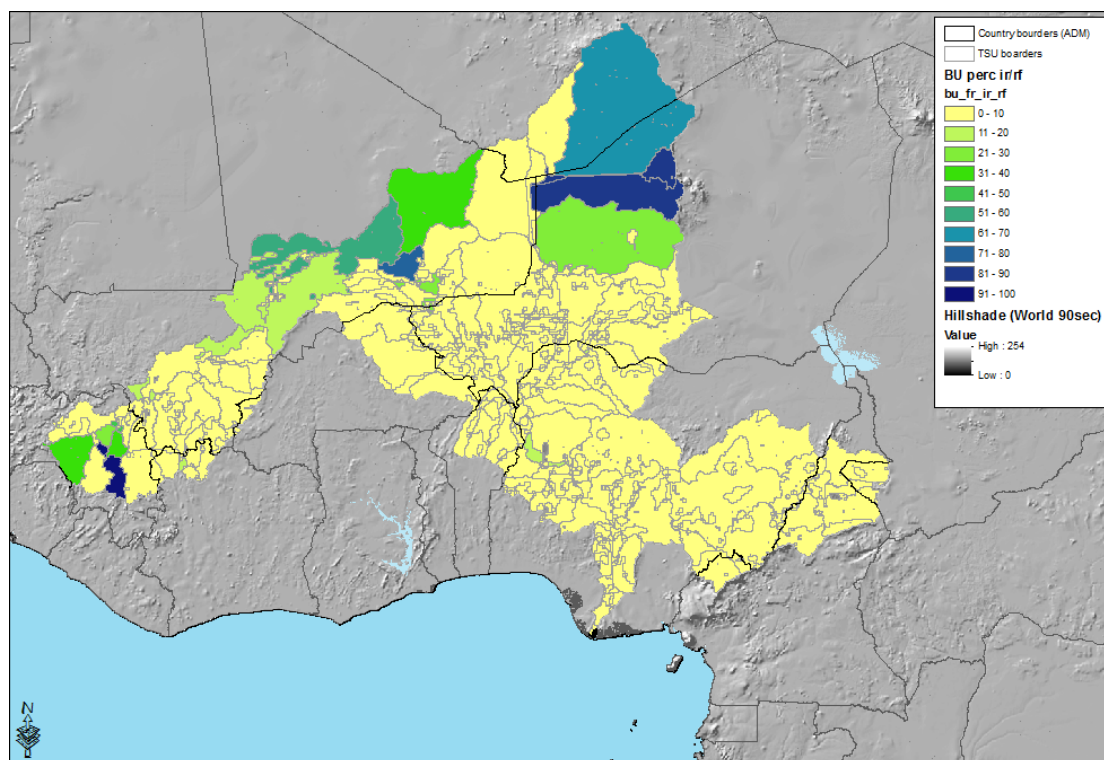 Country bourders (ADM)
TSU boarders
BU perc ir/rf
bu_fr_ir_rf
0 - 10
11 - 20
21 - 30
31 - 40
41 - 50
51 - 60
61 - 70
71 - 80
81 - 90
91 - 100
Hillshade (World 90sec)
Value
High : 254
Low : 0
N